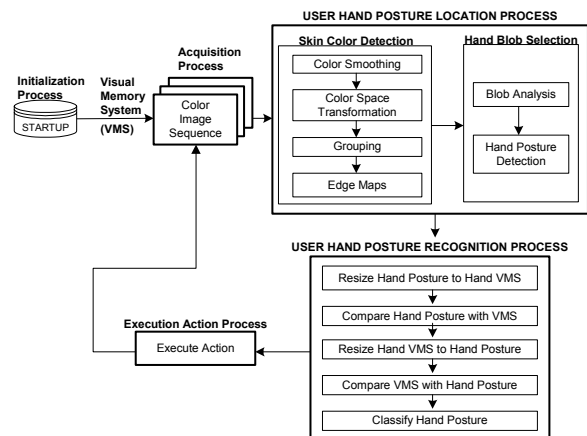 USER HAND POSTURE LOCATION PROCESS
Skin Color Detection
Color Smoothing
Color Space
Transformation
Grouping
Edge Maps
Hand Blob Selection
Blob Analysis
Hand Posture
Detection
Acquisition
Process
Color
Image
Sequence
Initialization
Process
STARTUP
Visual
Memory
System
(VMS)
USER HAND POSTURE RECOGNITION PROCESS
Resize Hand Posture to Hand VMS
Compare Hand Posture with VMS
Resize Hand VMS to Hand Posture
Compare VMS with Hand Posture
Classify Hand Posture
Execution Action Process
Execute Action